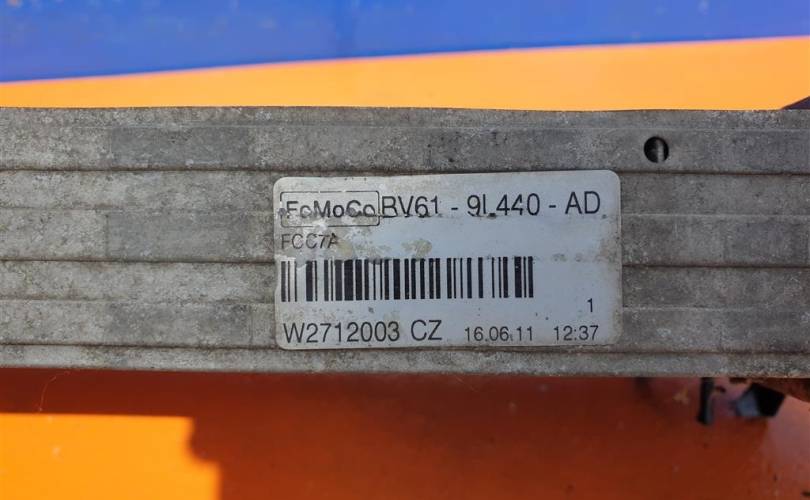 FoMoCo BV61 - 9L440 - AD
FCC7A
1
W2712003 CZ 16.06.11 12:37